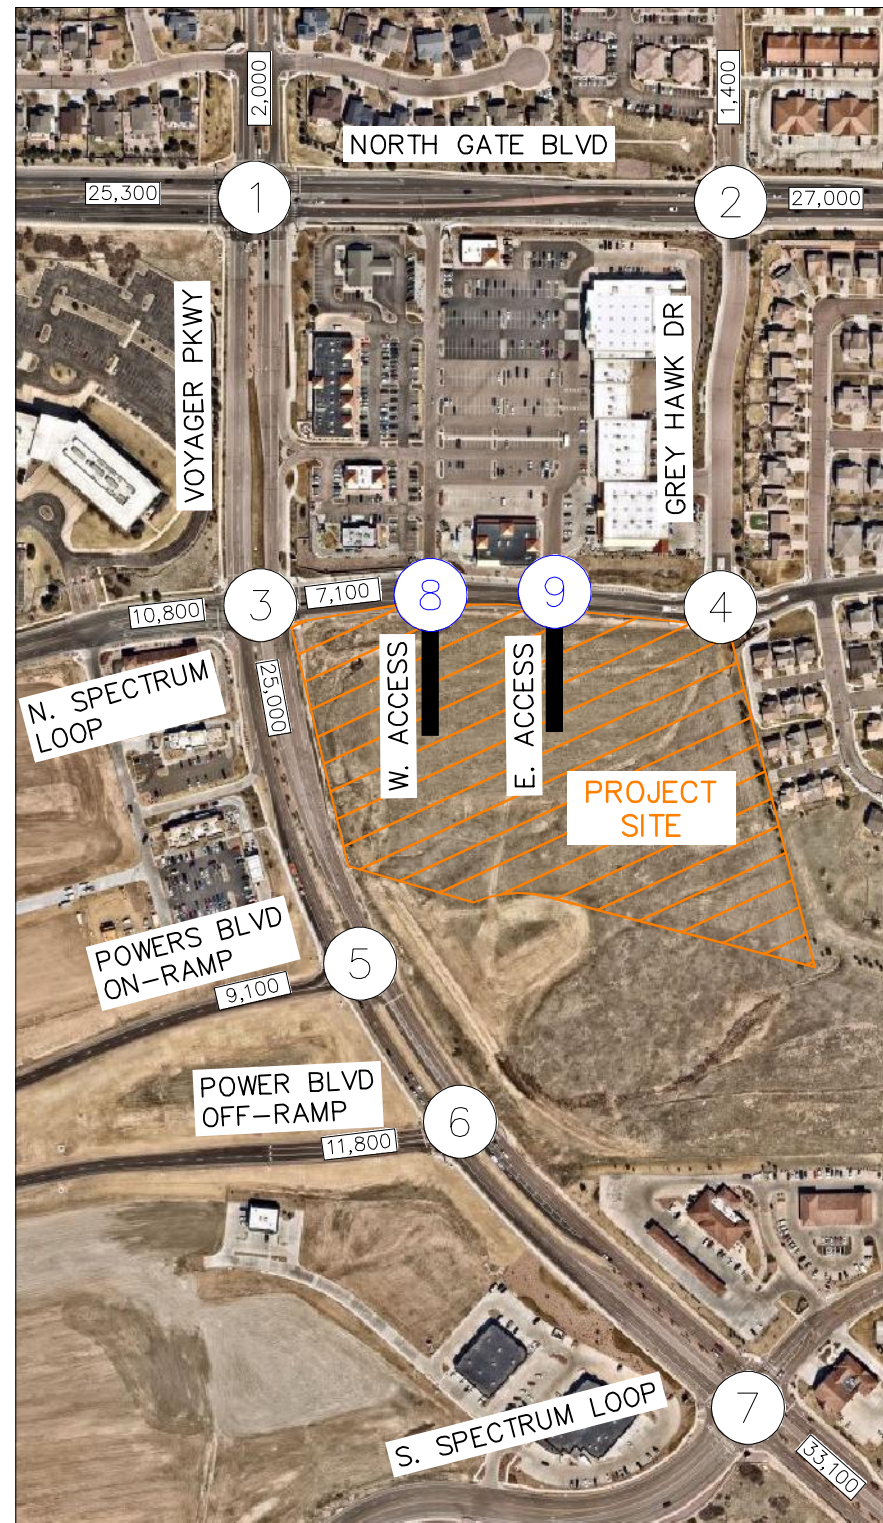 2,000
1,400
NORTH GATE BLVD
25,300
1
2
27,000
VOYAGER PKWY
GREY HAWK DR
10,800
3
7,100
8
9
4
N. SPECTRUM
LOOP
25,000
W. ACCESS
E. ACCESS
PROJECT
SITE
POWERS BLVD
ON-RAMP
5
9,100
POWER BLVD
OFF-RAMP
6
11,800
S. SPECTRUM LOOP
7
33,100